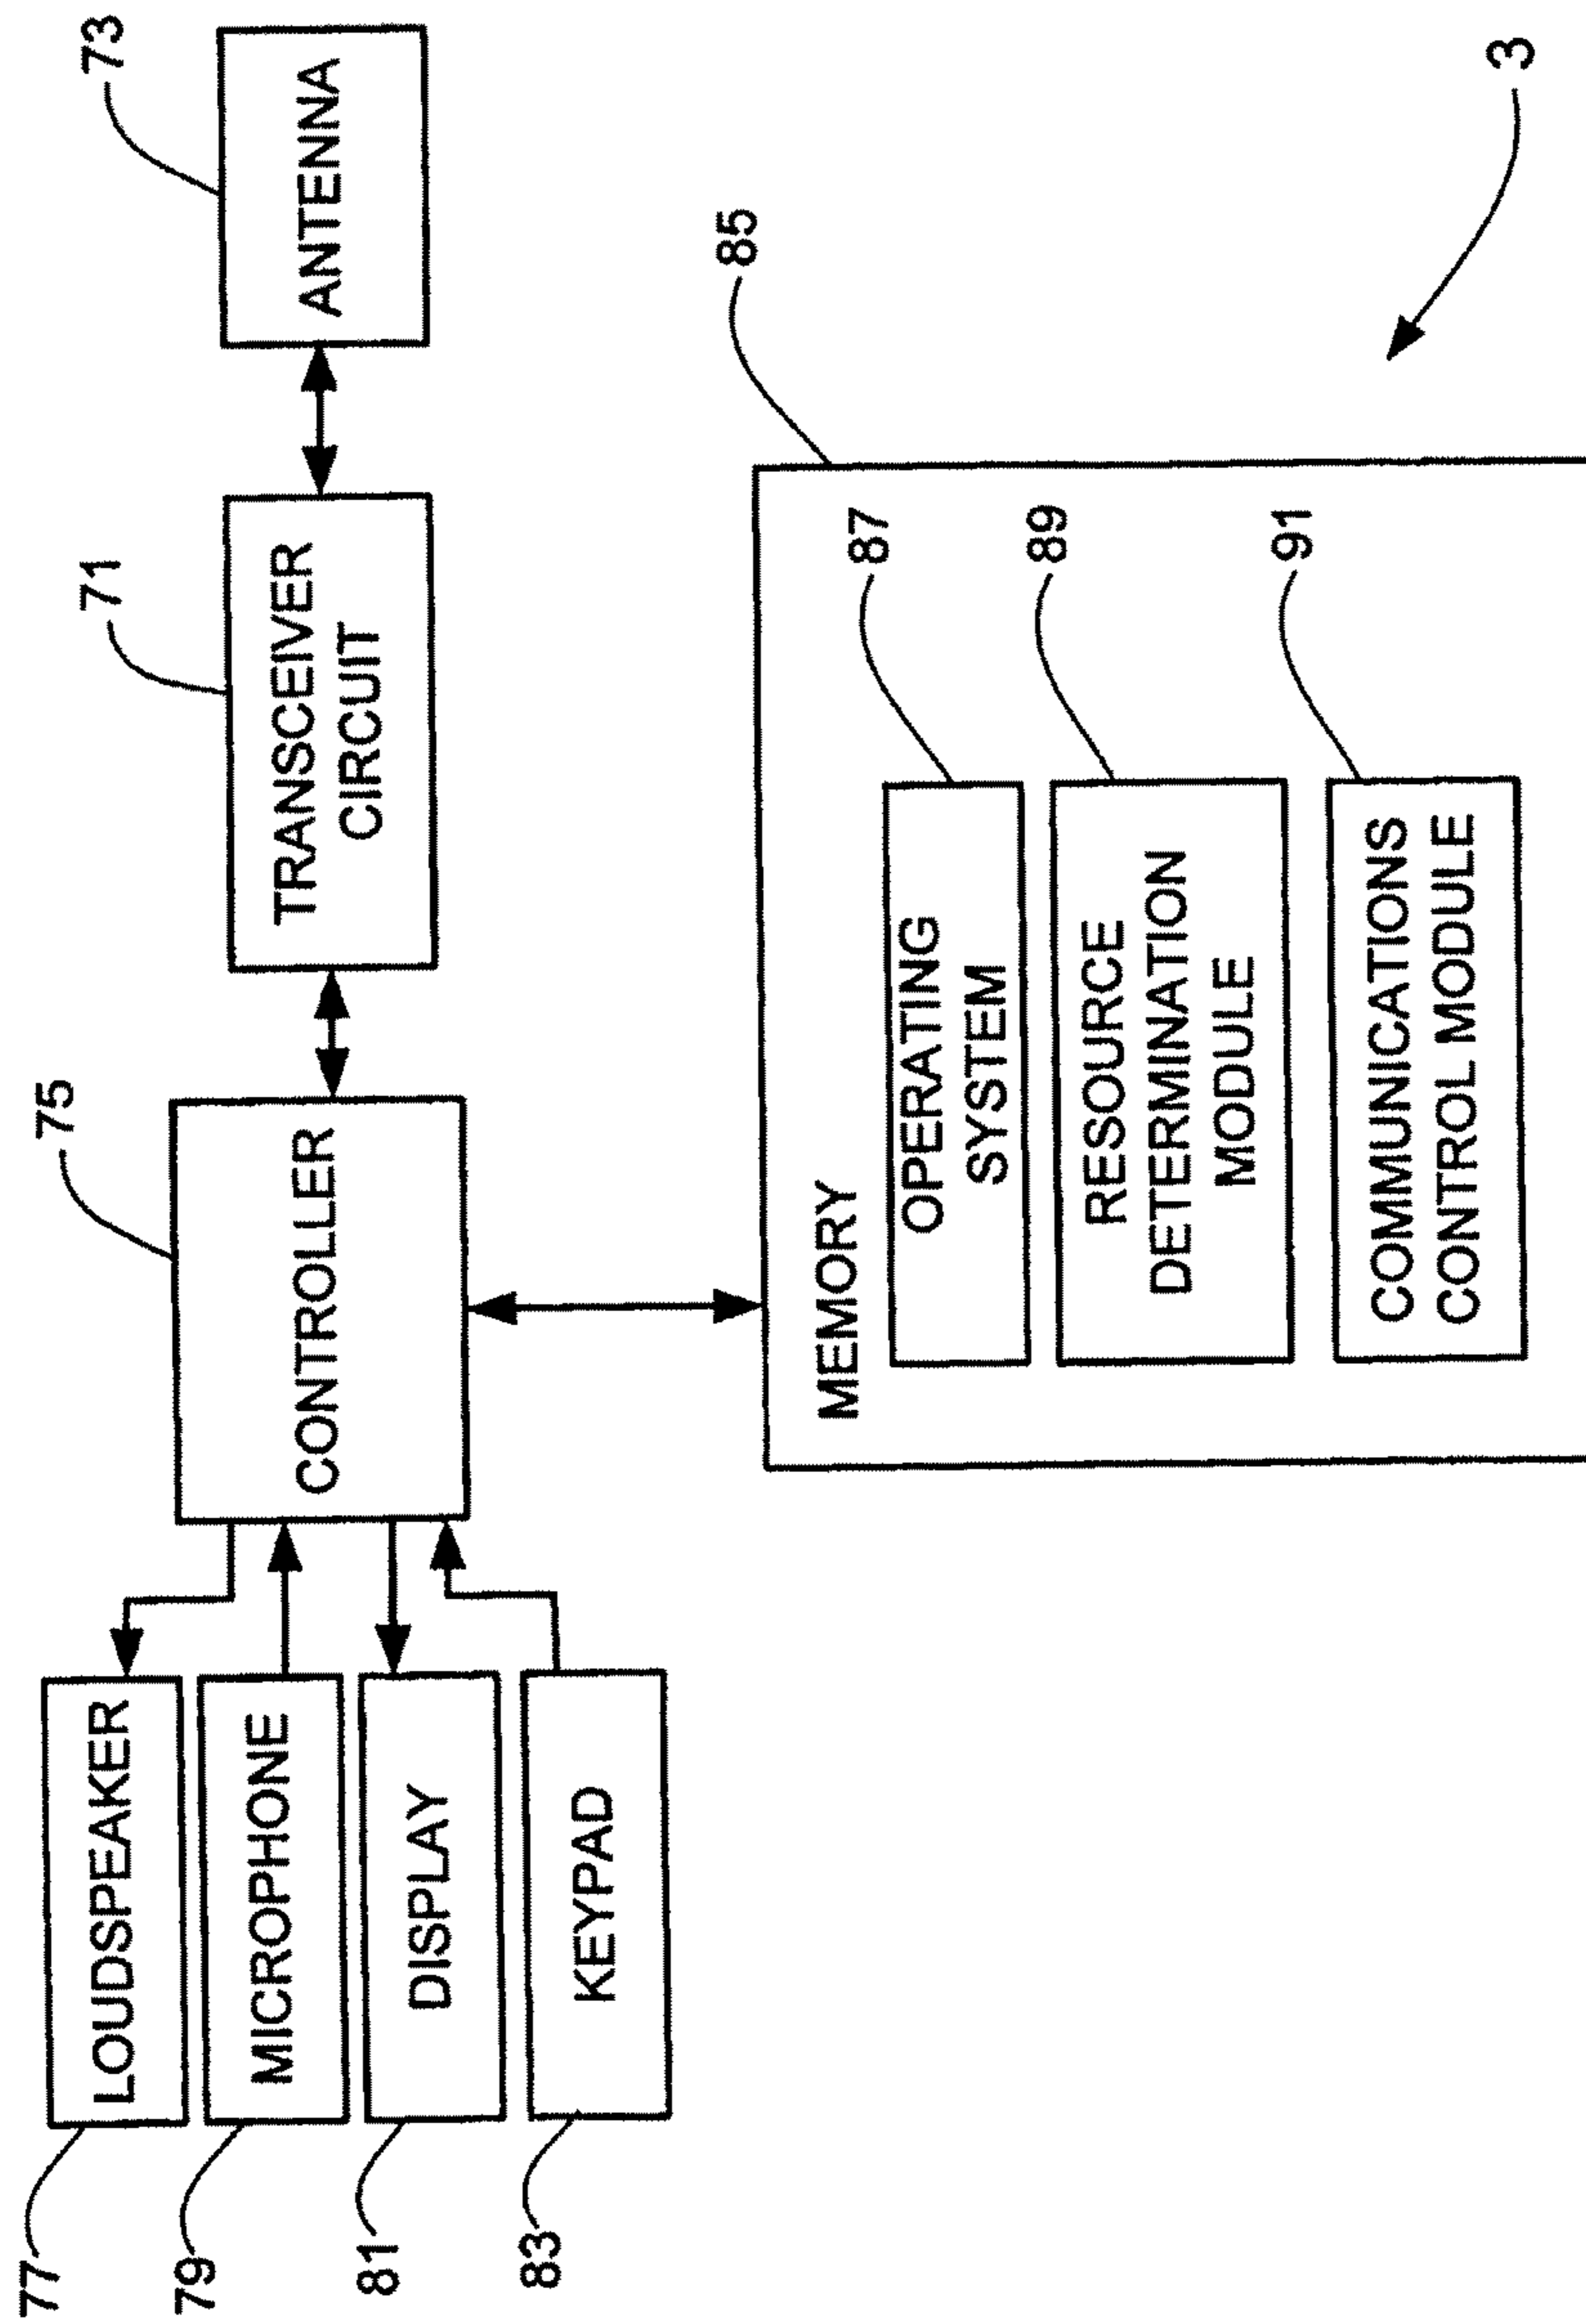 77
LOUDSPEAKER
79
MICROPHONE
81
DISPLAY
83
KEYPAD
75
CONTROLLER
71
TRANSCEIVER
CIRCUIT
73
ANTENNA
85
MEMORY
87
OPERATING
SYSTEM
89
RESOURCE
DETERMINATION
MODULE
91
COMMUNICATIONS
CONTROL MODULE
3